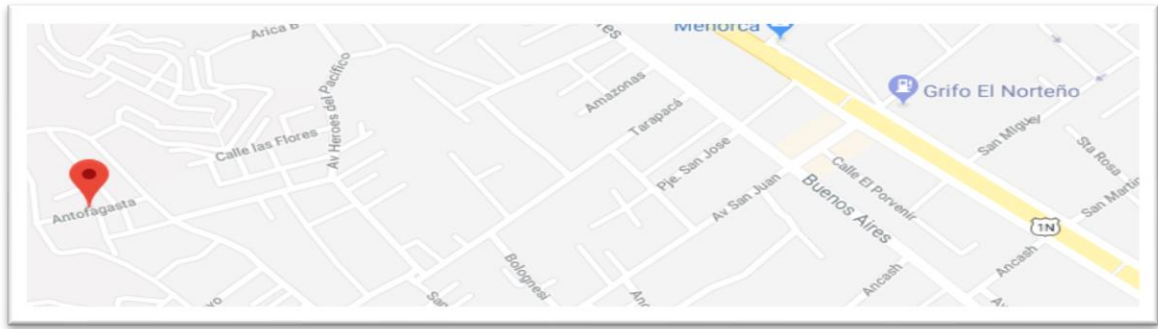 Menorca
Arica B
Av Heroes del Pacífico
Grifo El Norteño
Amazonas
Tarapacá
San Miguel
Calle las Flores
Sta Rosa
Pje. San Jose
Calle El Porvenir
Antofagasta
Av San Juan
San Martin
Buenos Aires
1N
Bolognesi
Ancash
Ancash